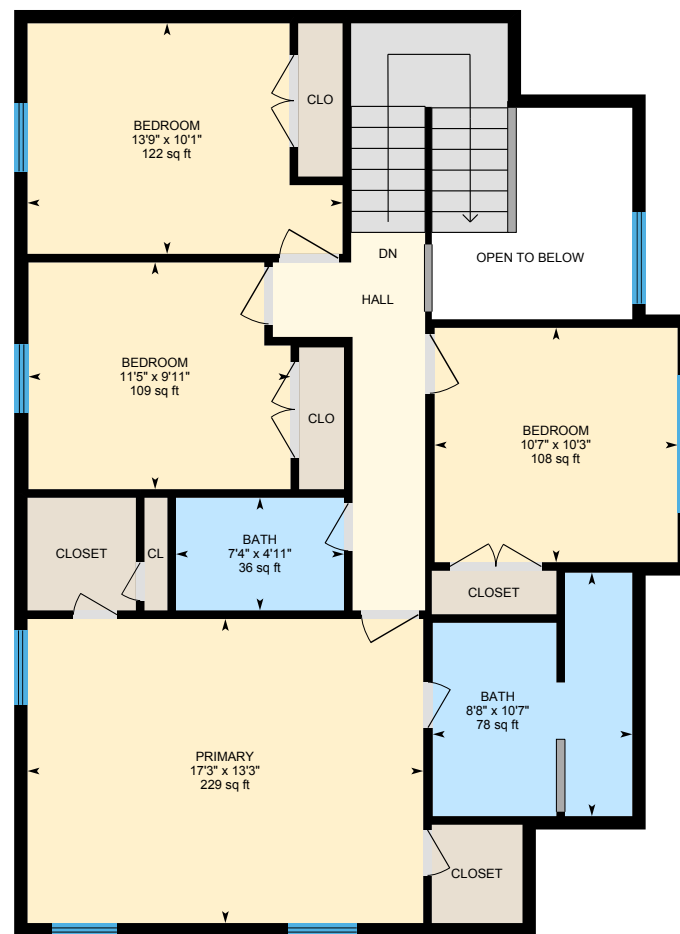 BEDROOM
13'9" x 10'1"
122 sq ft
CLO
DN
HALL
OPEN TO BELOW
BEDROOM
11'5" x 9'11"
109 sq ft
CLO
BEDROOM
10'7" x 10'3"
108 sq ft
CLOSET
CL
BATH
7'4" x 4'11"
36 sq ft
CLOSET
BATH
8'8" x 10'7"
78 sq ft
PRIMARY
17'3" x 13'3"
229 sq ft
CLOSET